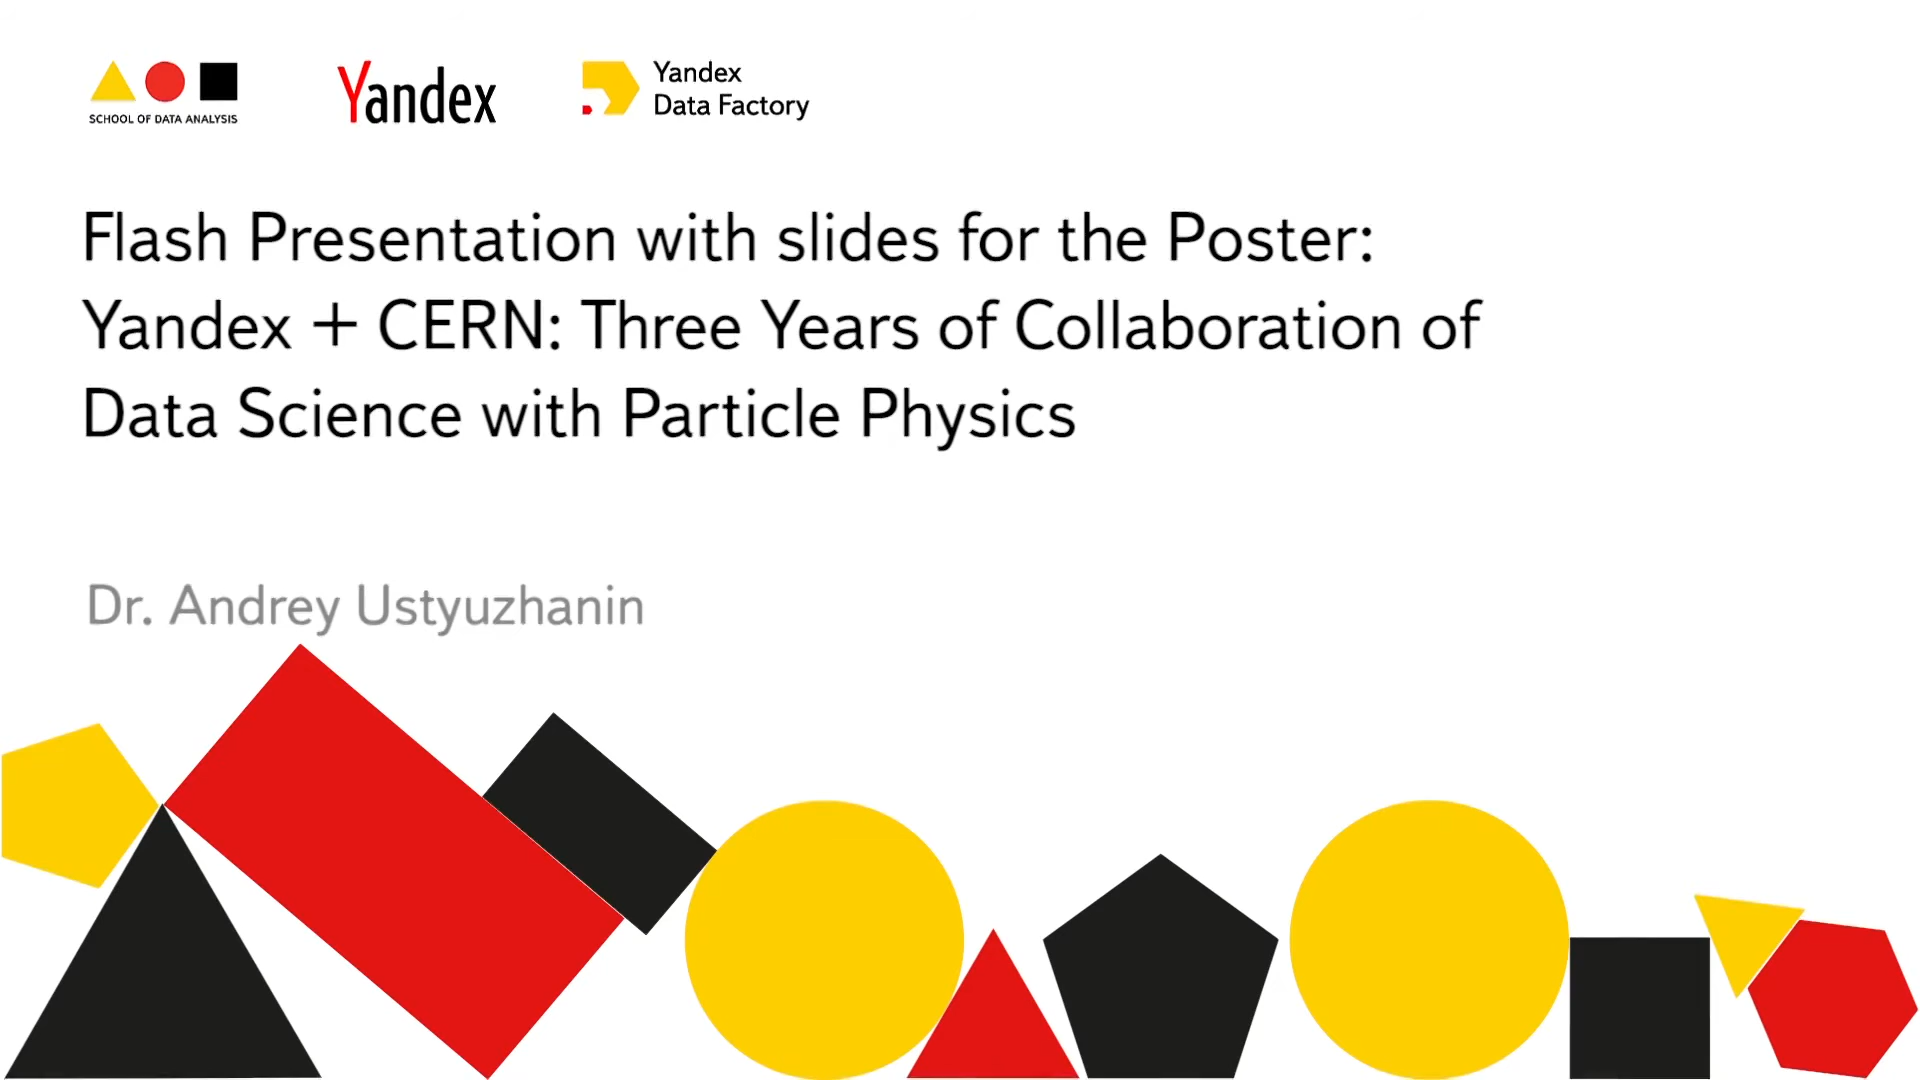 SCHOOL OF DATA ANALYSIS
Yandex
Yandex
Data Factory
Flash Presentation with slides for the Poster:
Yandex + CERN: Three Years of Collaboration of
Data Science with Particle Physics
Dr. Andrey Ustyuzhanin